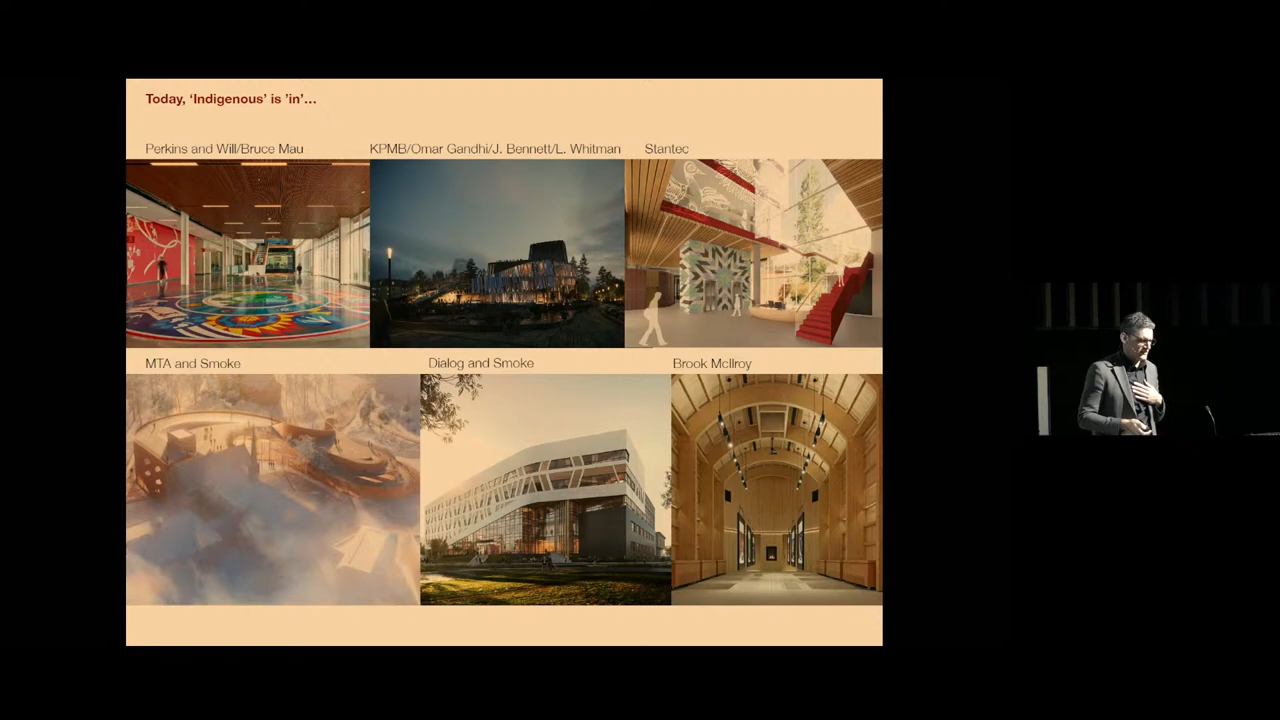 Today, ‘Indigenous’ is ’in’…
Perkins and Will/Bruce Mau
KPMB/Omar Gandhi/J. Bennett/L. Whitman
Stantec
MTA and Smoke
Dialog and Smoke
Brook McIlroy